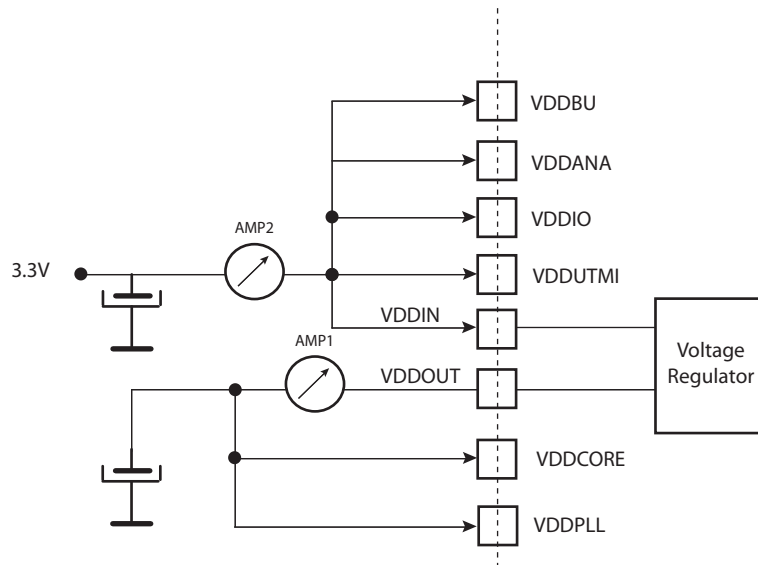 VDDBU
VDDANA
VDDIO
AMP2
3.3V
VDDUTMI
VDDIN
AMP1
Voltage
Regulator
VDDOUT
VDDCORE
VDDPLL